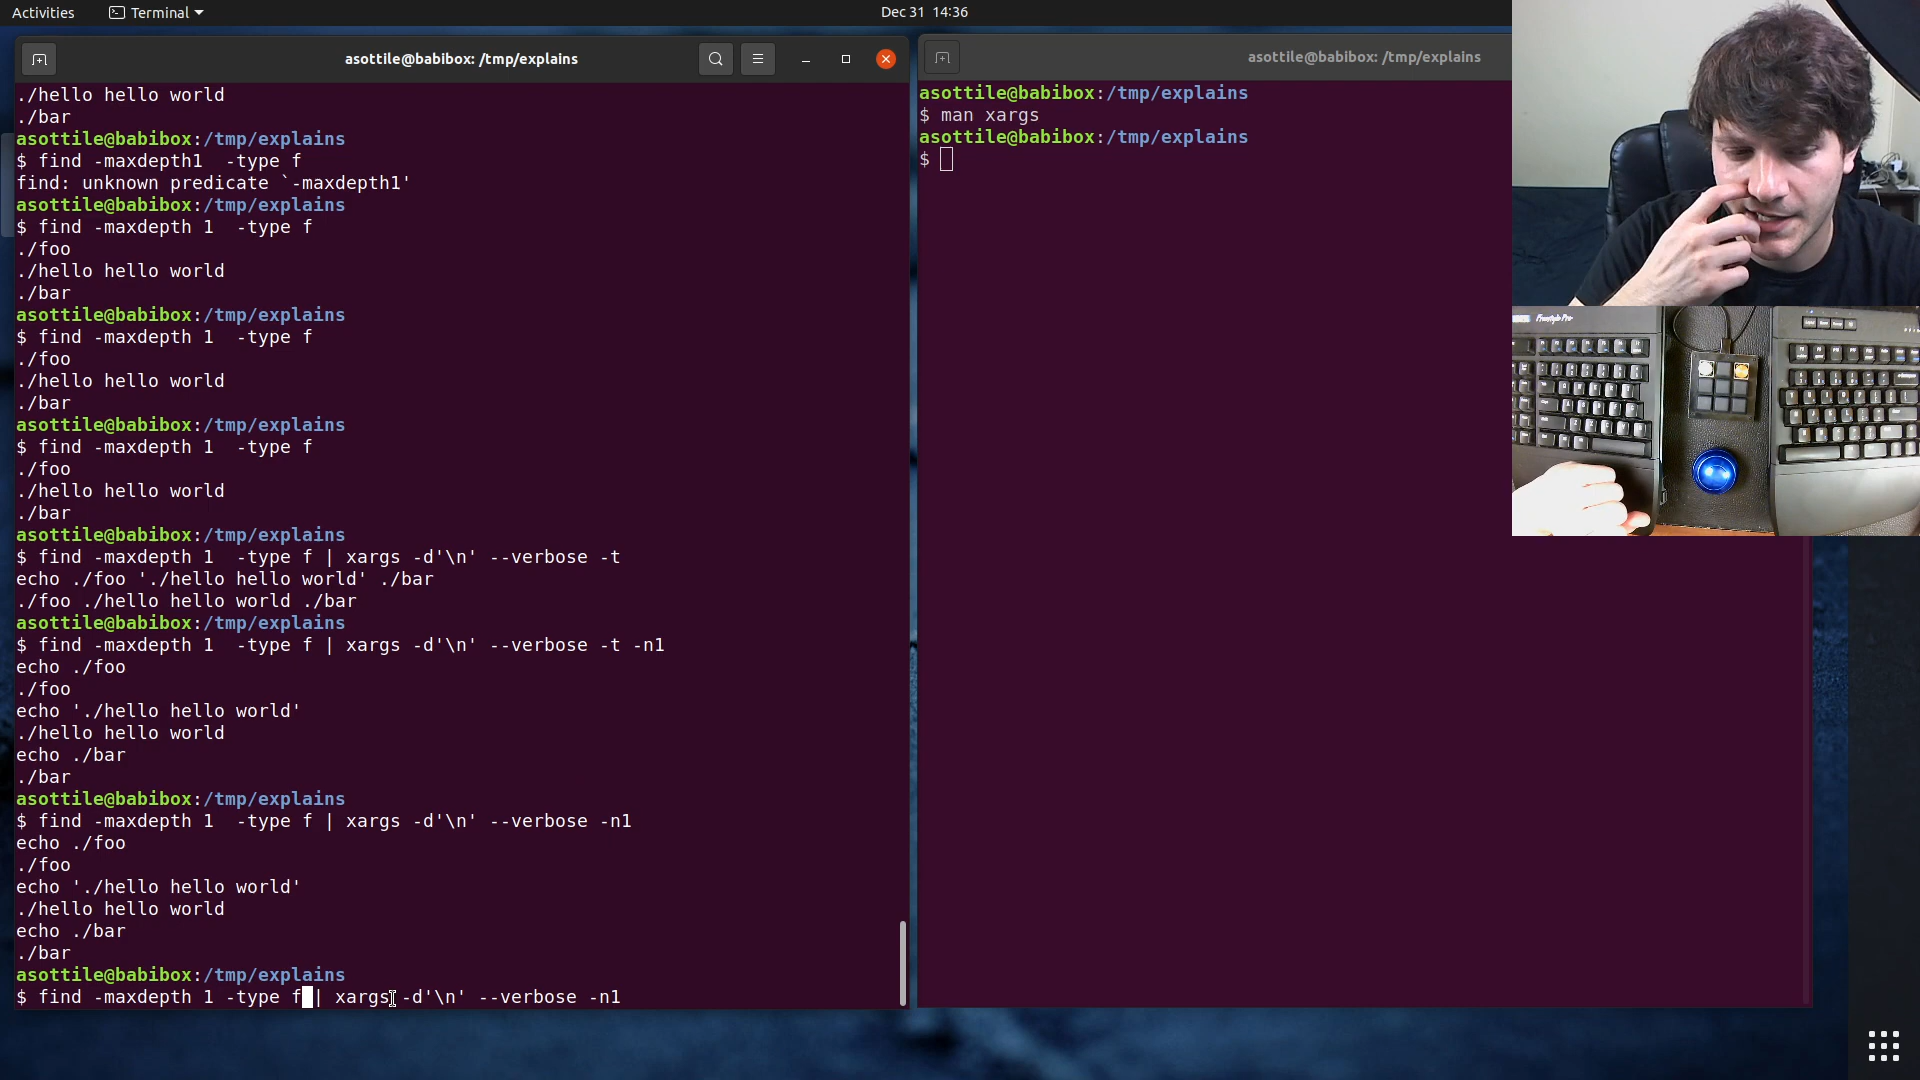 Activities
Terminal
Dec 31 14:36
asottile@babibox: /tmp/explains
./hello hello world
./bar
asottile@babibox:/tmp/explains
$ find -maxdepth1  -type f
find: unknown predicate `-maxdepth1'
asottile@babibox:/tmp/explains
$ find -maxdepth 1  -type f
./foo
./hello hello world
./bar
asottile@babibox:/tmp/explains
$ find -maxdepth 1  -type f
./foo
./hello hello world
./bar
asottile@babibox:/tmp/explains
$ find -maxdepth 1  -type f
./foo
./hello hello world
./bar
asottile@babibox:/tmp/explains
$ find -maxdepth 1  -type f | xargs -d'\n' --verbose -t
echo ./foo './hello hello world' ./bar
./foo ./hello hello world ./bar
asottile@babibox:/tmp/explains
$ find -maxdepth 1  -type f | xargs -d'\n' --verbose -t -n1
echo ./foo
./foo
echo './hello hello world'
./hello hello world
echo ./bar
./bar
asottile@babibox:/tmp/explains
$ find -maxdepth 1  -type f | xargs -d'\n' --verbose -n1
echo ./foo
./foo
echo './hello hello world'
./hello hello world
echo ./bar
./bar
asottile@babibox:/tmp/explains
$ find -maxdepth 1 -type f | xargs -d'\n' --verbose -n1
asottile@babibox: /tmp/explains
asottile@babibox:/tmp/explains
$ man xargs
asottile@babibox:/tmp/explains
$
Freestyle Pro